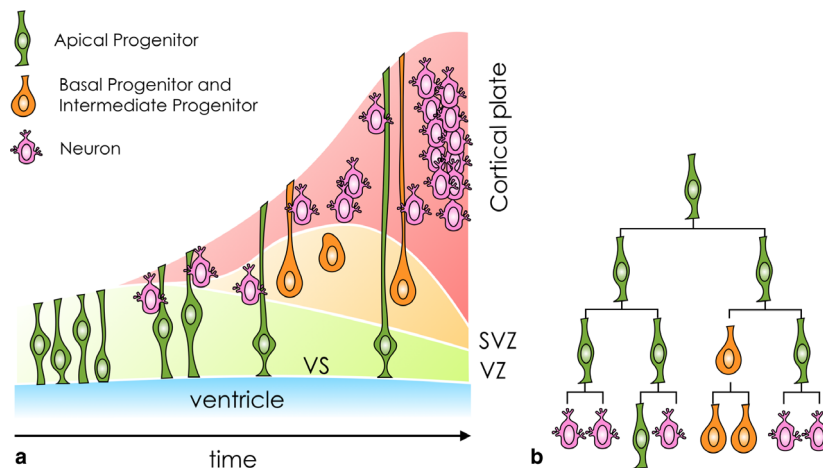 Apical Progenitor
Basal Progenitor and
Intermediate Progenitor
Neuron
Cortical plate
SVZ
VS
VZ
ventricle
a
time
b